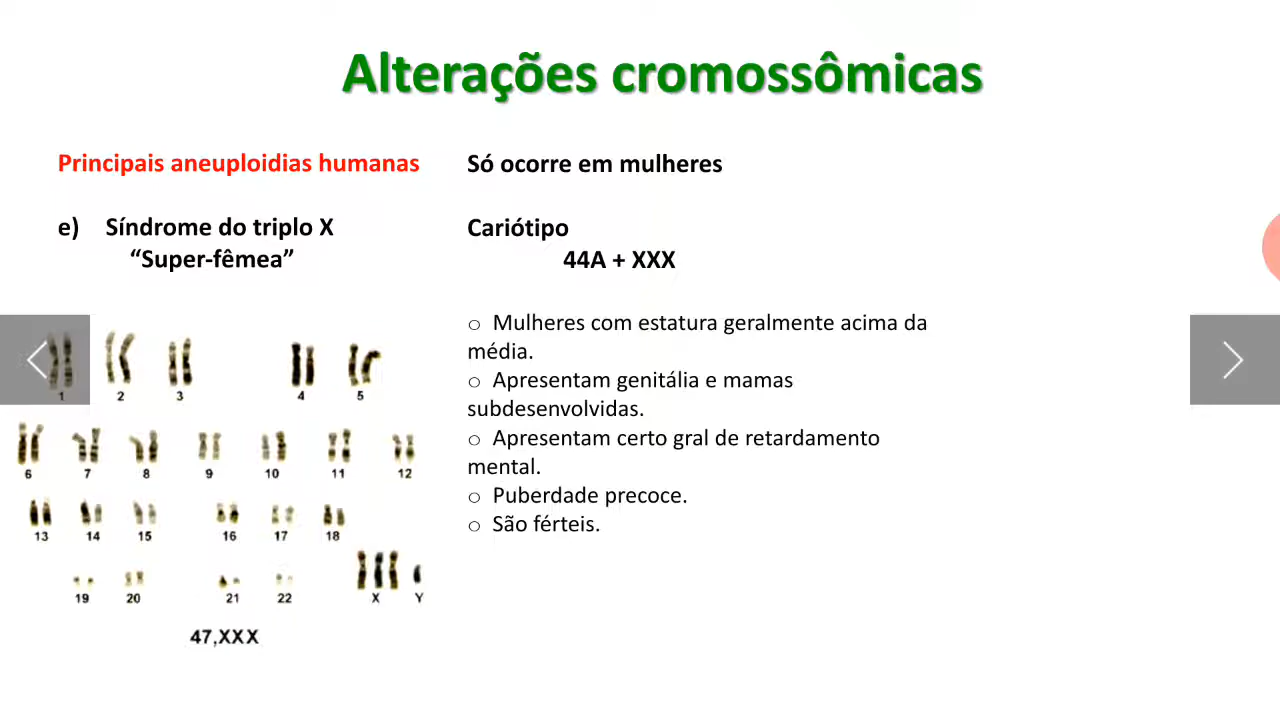 Alterações cromossômicas
Principais aneuploidias humanas
e) Síndrome do triplo X
“Super-fêmea”
Só ocorre em mulheres
Cariótipo
44A + XXX
o Mulheres com estatura geralmente acima da
média.
o Apresentam genitália e mamas
subdesenvolvidas.
o Apresentam certo gral de retardamento
mental.
o Puberdade precoce.
o São férteis.
1 2 3 4 5
6 7 8 9 10 11 12
13 14 15 16 17 18
19 20 21 22 X Y
47,XXX